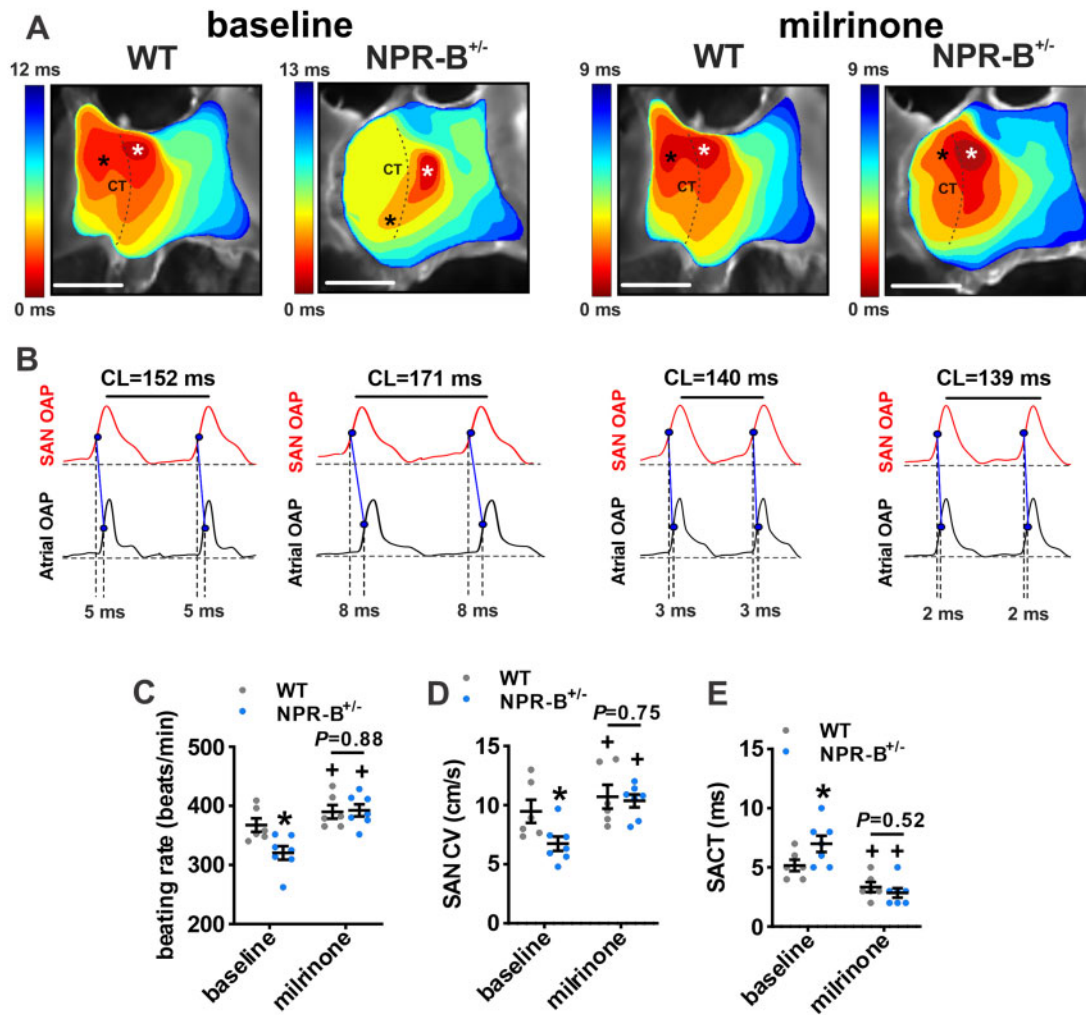 A
baseline
milrinone
WT
NPR-B+/-
WT
NPR-B+/-
12 ms
13 ms
9 ms
9 ms
*
*
CT
*
CT
*
*
*
CT
*
*
CT
0 ms
0 ms
0 ms
0 ms
B
CL=152 ms
CL=171 ms
CL=140 ms
CL=139 ms
SAN OAP
SAN OAP
SAN OAP
SAN OAP
Atrial OAP
Atrial OAP
Atrial OAP
Atrial OAP
5 ms
5 ms
8 ms
8 ms
3 ms
3 ms
2 ms
2 ms
C
WT
NPR-B+/-
beating rate (beats/min)
500
400
300
200
P=0.88
+
+
*
baseline
milrinone
D
WT
NPR-B+/-
SAN CV (cm/s)
15
10
5
0
P=0.75
+
+
*
baseline
milrinone
E
WT
NPR-B+/-
SACT (ms)
15
10
5
0
*
P=0.52
+
+
baseline
milrinone